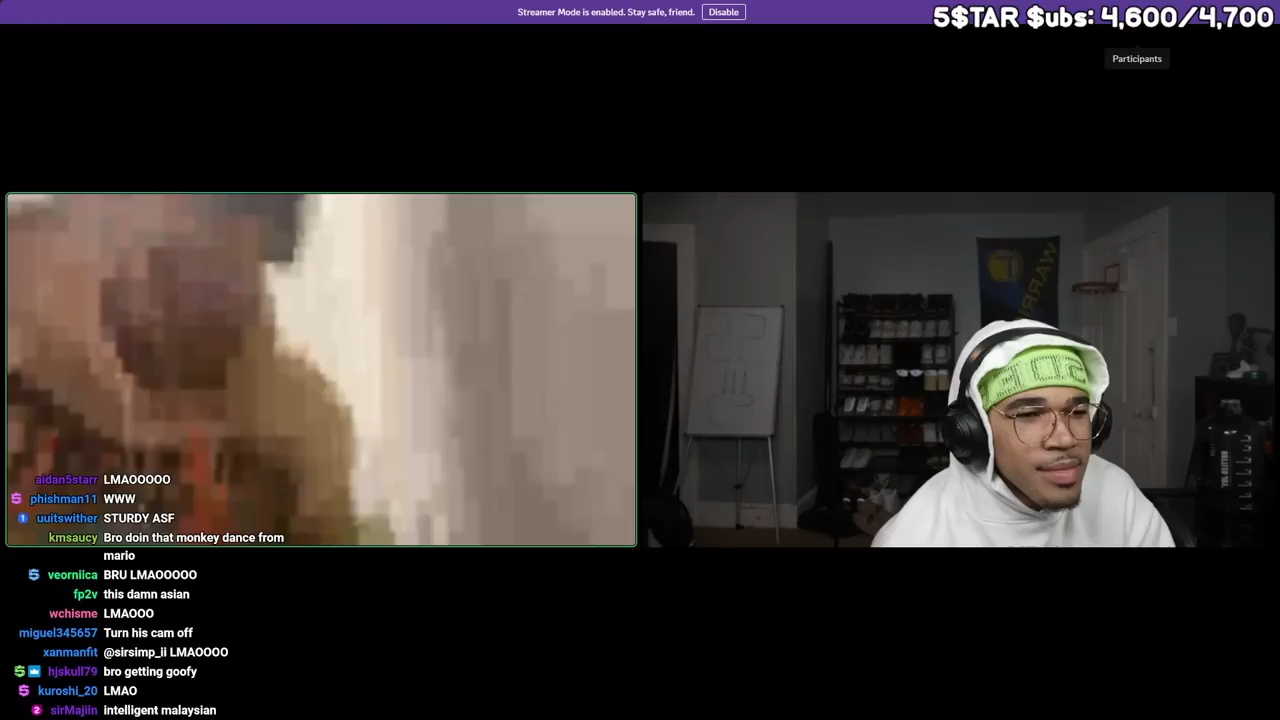 Streamer Mode is enabled. Stay safe, friend. Disable
5$TAR $ubs: 4,600/4,700
Participants
WARRI
aidan5starr LMAOOOOO
phishman11 WWW
uuitswither STURDY ASF
kmsaucy Bro doin that monkey dance from
mario
veorniica BRU LMAOOOOO
fp2v this damn asian
wchisme LMAOOO
miguel345657 Turn his cam off
xanmanfit @sirsimp_ii LMAOOOO
hjskull79 bro getting goofy
kuroshi_20 LMAO
sirMajiin intelligent malaysian